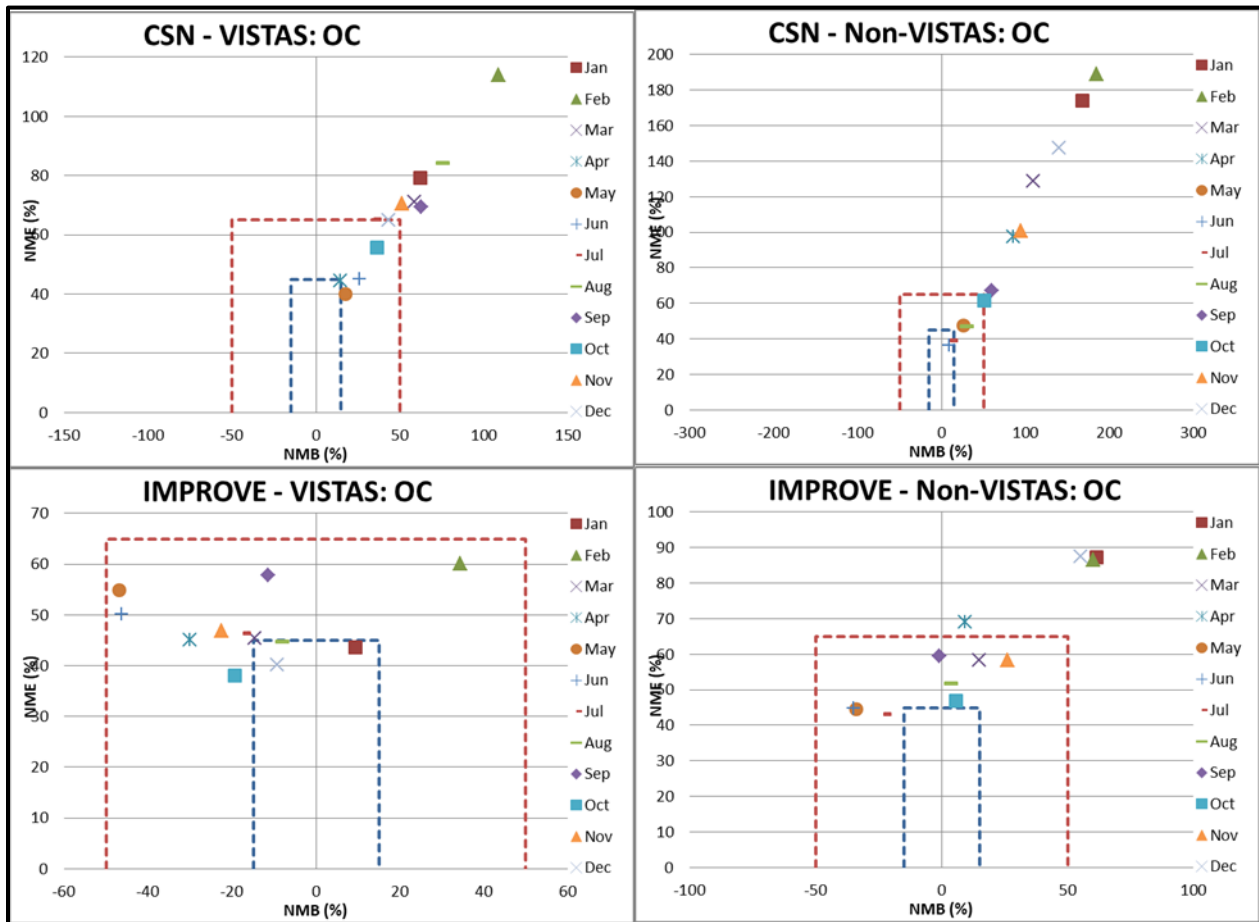 CSN - VISTAS: OC
120
100
80
60
40
20
0
NME (%)
-150 -100 -50 0 50 100 150
NMB (%)
Jan
Feb
Mar
Apr
May
Jun
Jul
Aug
Sep
Oct
Nov
Dec
CSN - Non-VISTAS: OC
200
180
160
140
120
100
80
60
40
20
0
NME (%)
-300 -200 -100 0 100 200 300
NMB (%)
Jan
Feb
Mar
Apr
May
Jun
Jul
Aug
Sep
Oct
Nov
Dec
IMPROVE - VISTAS: OC
70
60
50
40
30
20
10
0
NME (%)
-60 -40 -20 0 20 40 60
NMB (%)
Jan
Feb
Mar
Apr
May
Jun
Jul
Aug
Sep
Oct
Nov
Dec
IMPROVE - Non-VISTAS: OC
100
90
80
70
60
50
40
30
20
10
0
NME (%)
-100 -50 0 50 100
NMB (%)
Jan
Feb
Mar
Apr
May
Jun
Jul
Aug
Sep
Oct
Nov
Dec